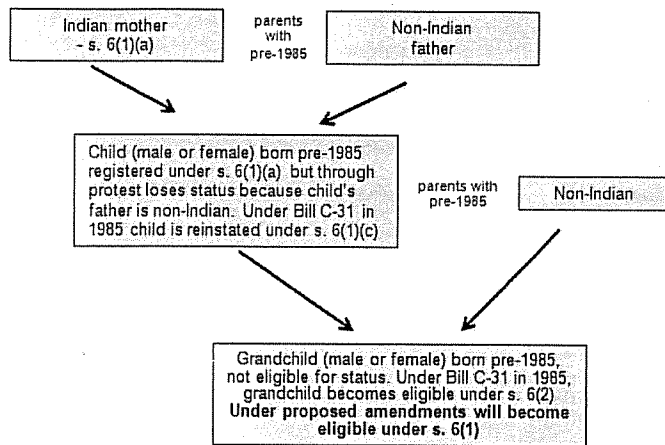 Indian mother
- s. 6(1)(a)
parents
with
pre-1985
Non-Indian
father
Child (male or female) born pre-1985
registered under s. 6(1)(a) but through
protest loses status because child's
father is non-Indian. Under Bill C-31 in
1985 child is reinstated under s. 6(1)(c)
parents with
pre-1985
Non-Indian
Grandchild (male or female) born pre-1985,
not eligible for status. Under Bill C-31 in 1985,
grandchild becomes eligible under s. 6(2)
Under proposed amendments will become
eligible under s. 6(1)